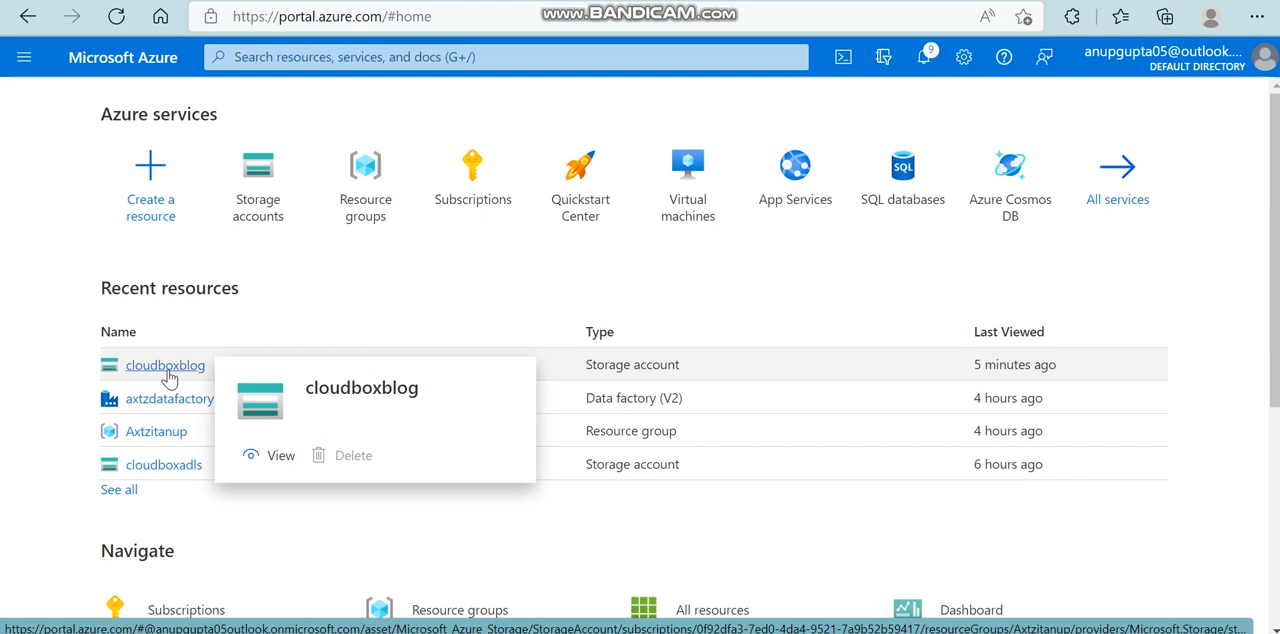 https://portal.azure.com/#home
www.BANDICAM.com
Microsoft Azure
Search resources, services, and docs (G+/)
9
anupgupta05@outlook....
DEFAULT DIRECTORY
Azure services
Create a resource
Storage accounts
Resource groups
Subscriptions
Quickstart Center
Virtual machines
App Services
SQL
SQL databases
Azure Cosmos DB
All services
Recent resources
Name Type Last Viewed
cloudboxblog Storage account 5 minutes ago
axtzdatafactory Data factory (V2) 4 hours ago
Axtzitanup Resource group 4 hours ago
cloudboxadls Storage account 6 hours ago
cloudboxblog
View Delete
See all
Navigate
Subscriptions Resource groups All resources Dashboard
https://portal.azure.com/#@anupgupta05outlook.onmicrosoft.com/asset/Microsoft_Azure_Storage/StorageAccount/subscriptions/0f92dfa3-7ed0-4da4-9521-7a9b52b59417/resourceGroups/Axtzitanup/providers/Microsoft.Storage/st...